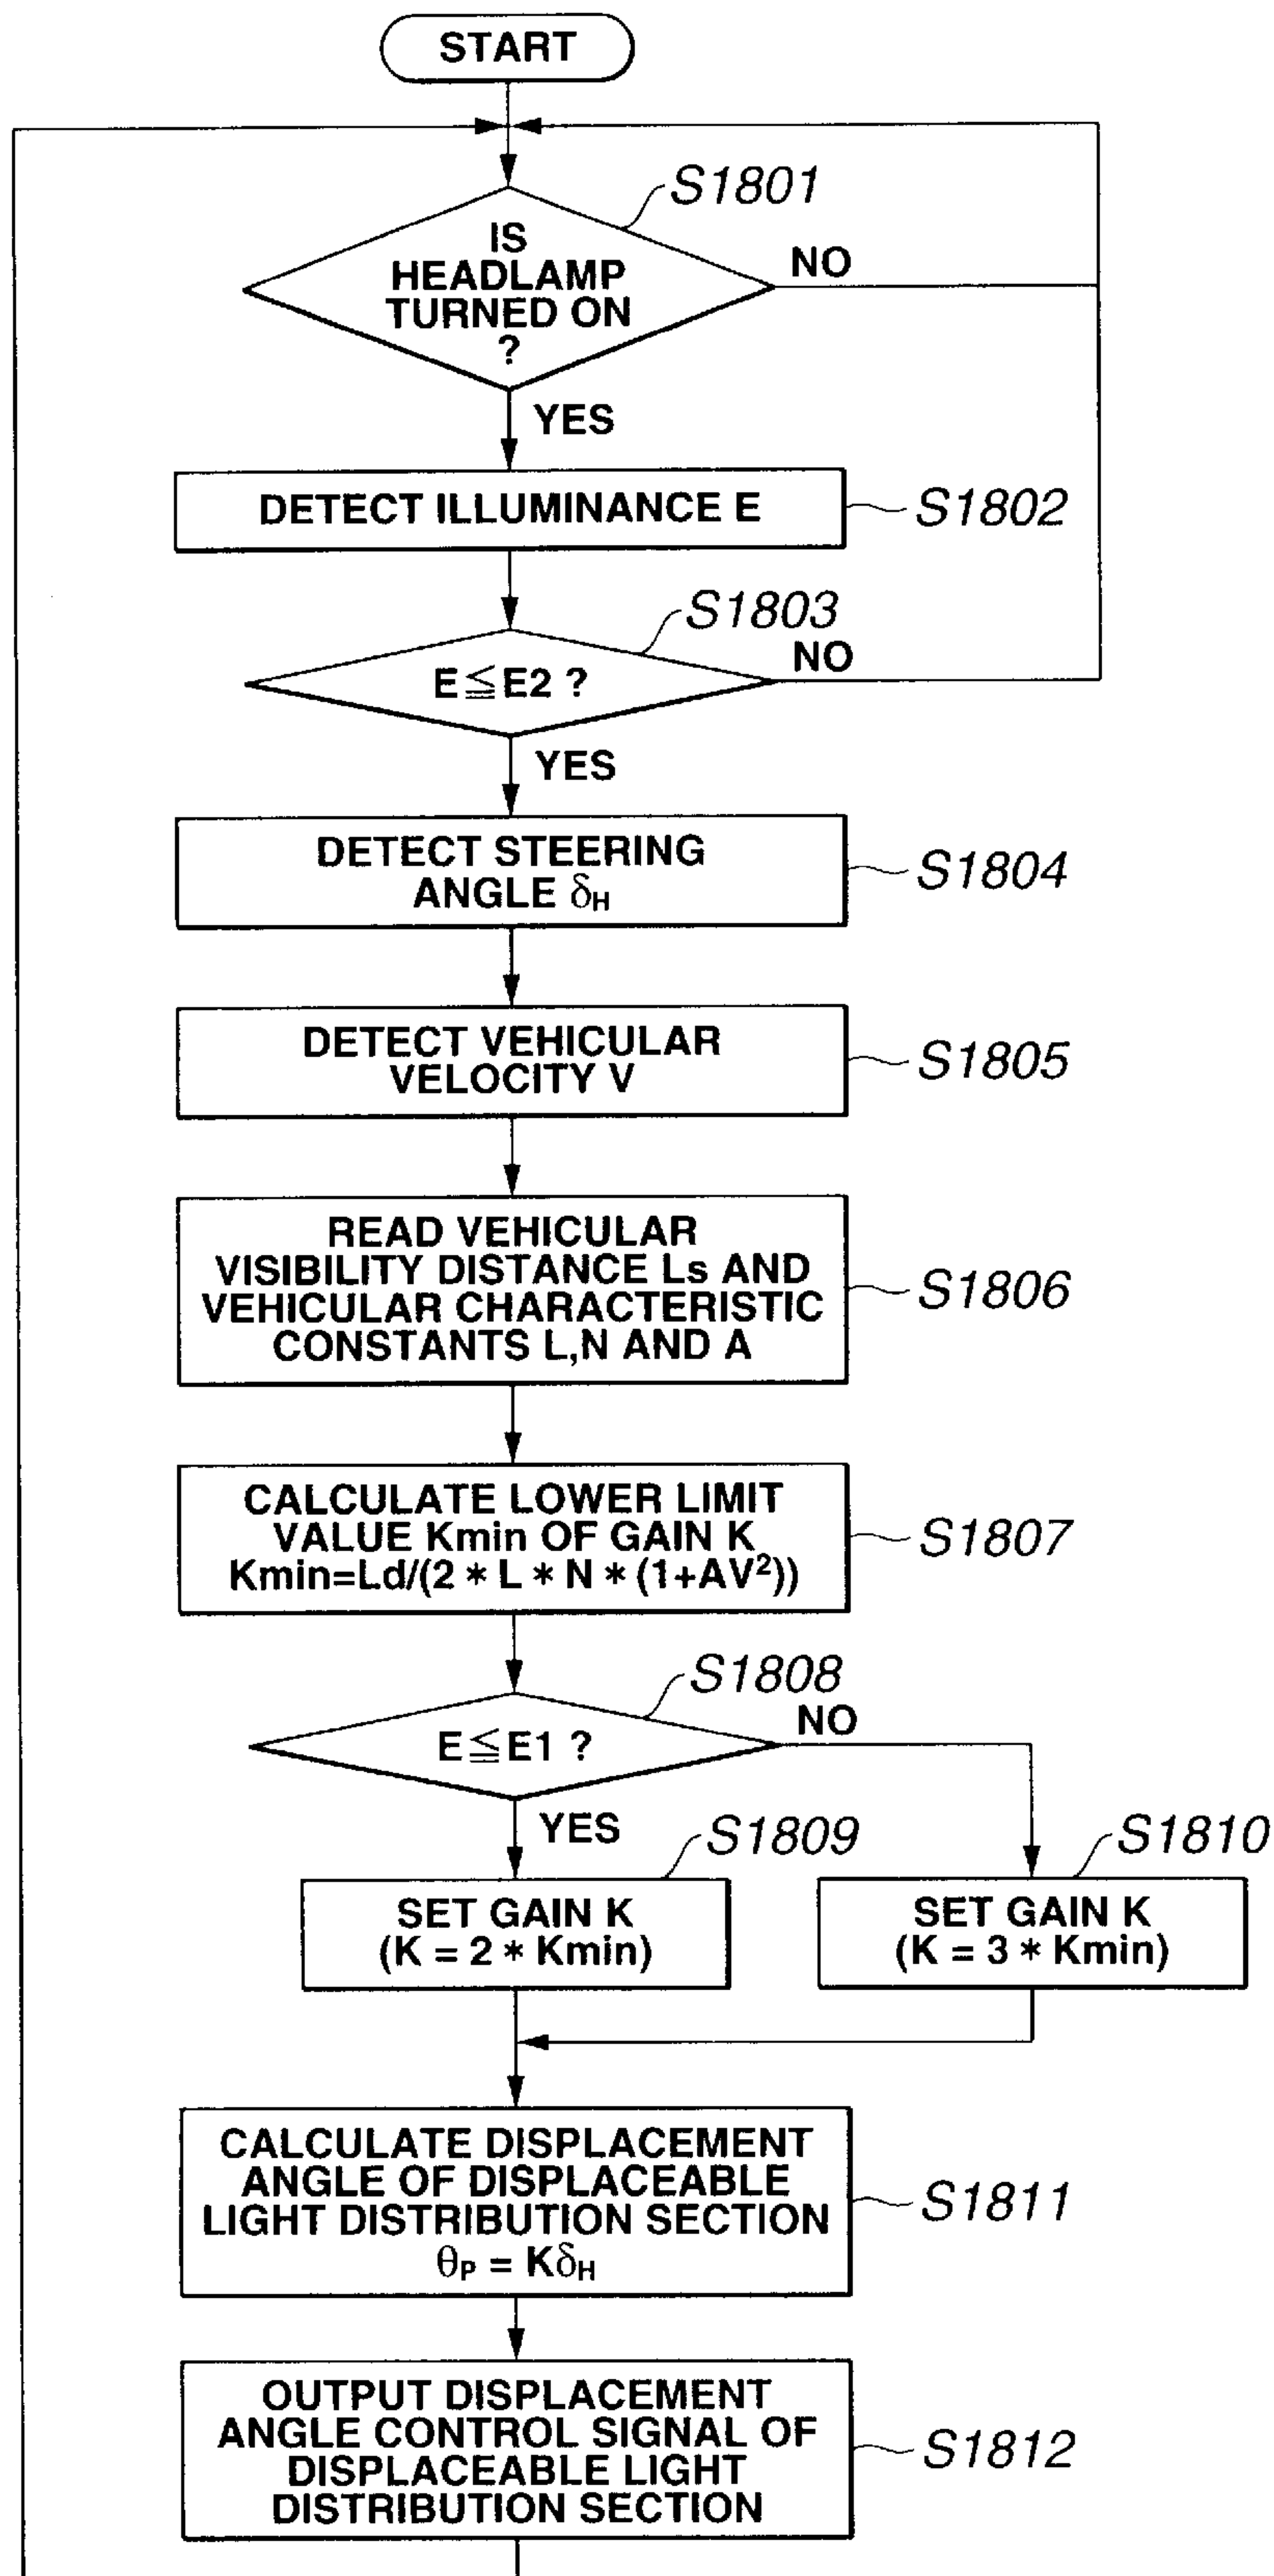 START
S1801
IS
HEADLAMP
TURNED ON
?
NO
YES
DETECT ILLUMINANCE E
S1802
S1803
E≦E2 ?
NO
YES
DETECT STEERING
ANGLE δH
S1804
DETECT VEHICULAR
VELOCITY V
S1805
READ VEHICULAR
VISIBILITY DISTANCE Ls AND
VEHICULAR CHARACTERISTIC
CONSTANTS L,N AND A
S1806
CALCULATE LOWER LIMIT
VALUE Kmin OF GAIN K
Kmin=Ld/(2 * L * N * (1+AV²))
S1807
S1808
E≦E1 ?
NO
YES
S1809
S1810
SET GAIN K
(K = 2 * Kmin)
SET GAIN K
(K = 3 * Kmin)
CALCULATE DISPLACEMENT
ANGLE OF DISPLACEABLE
LIGHT DISTRIBUTION SECTION
θP = KδH
S1811
OUTPUT DISPLACEMENT
ANGLE CONTROL SIGNAL OF
DISPLACEABLE LIGHT
DISTRIBUTION SECTION
S1812